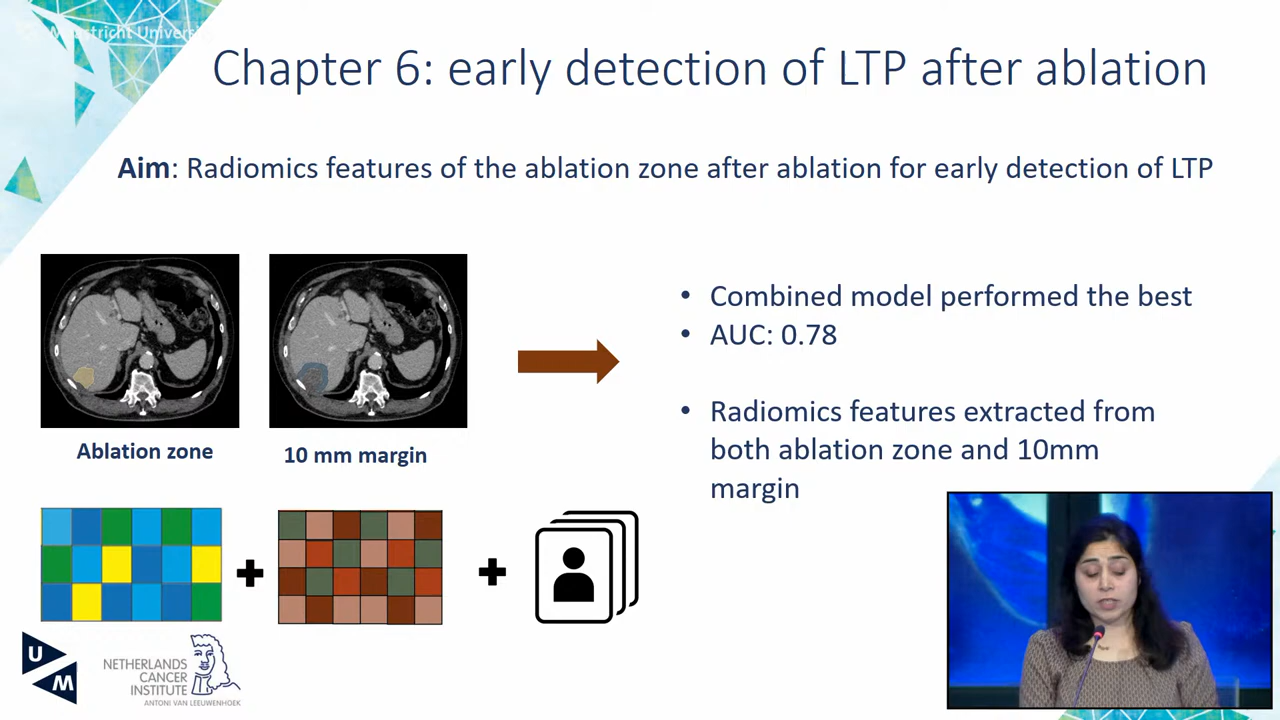 Maastricht University
Chapter 6: early detection of LTP after ablation
Aim: Radiomics features of the ablation zone after ablation for early detection of LTP
Ablation zone
10 mm margin
• Combined model performed the best
• AUC: 0.78
• Radiomics features extracted from
both ablation zone and 10mm
margin
U
M
NETHERLANDS
CANCER
INSTITUTE
ANTONI VAN LEEUWENHOEK